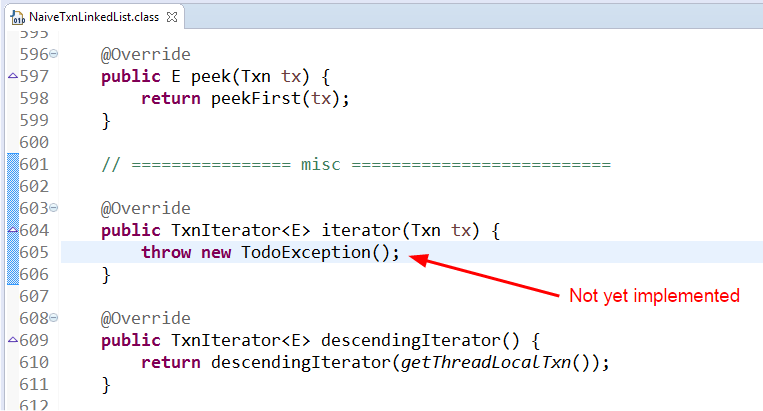 NaiveTxnLinkedList.class
595
596 @Override
597 public E peek(Txn tx) {
598 return peekFirst(tx);
599 }
600
601 // ================ misc ==========================
602
603 @Override
604 public TxnIterator<E> iterator(Txn tx) {
605 throw new TodoException();
606 }
Not yet implemented
607
608 @Override
609 public TxnIterator<E> descendingIterator() {
610 return descendingIterator(getThreadLocalTxn());
611 }
612